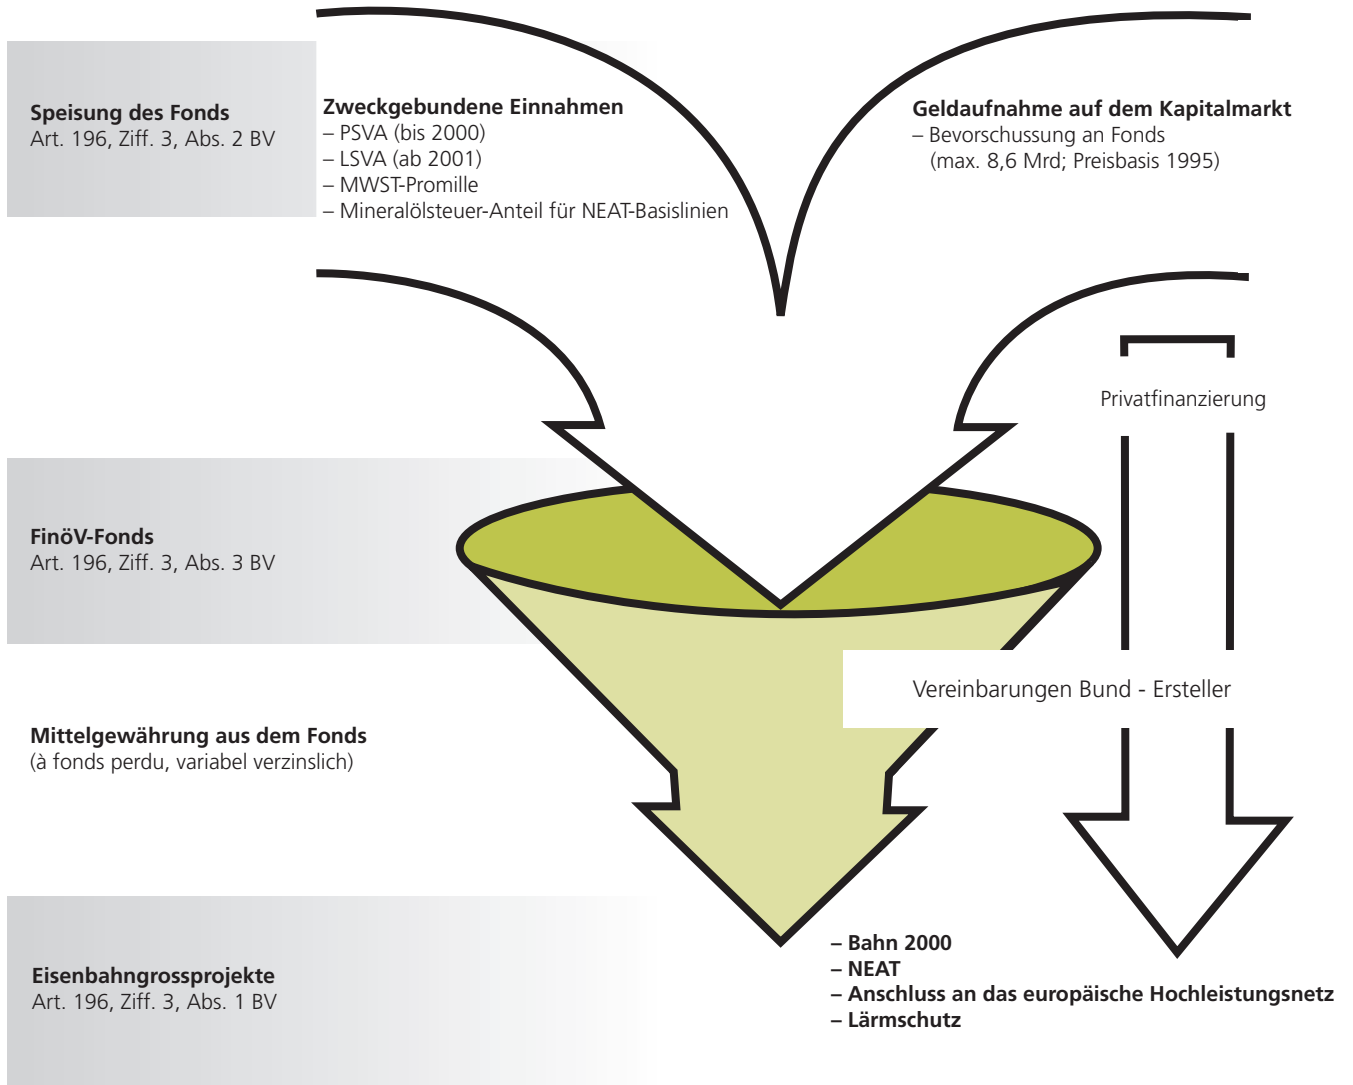 Speisung des Fonds
Art. 196, Ziff. 3, Abs. 2 BV
Zweckgebundene Einnahmen
– PSVA (bis 2000)
– LSVA (ab 2001)
– MWST-Promille
– Mineralölsteuer-Anteil für NEAT-Basislinien
Geldaufnahme auf dem Kapitalmarkt
– Bevorschussung an Fonds
(max. 8,6 Mrd; Preisbasis 1995)
Privatfinanzierung
FinöV-Fonds
Art. 196, Ziff. 3, Abs. 3 BV
Vereinbarungen Bund - Ersteller
Mittelgewährung aus dem Fonds
(à fonds perdu, variabel verzinslich)
Eisenbahngrossprojekte
Art. 196, Ziff. 3, Abs. 1 BV
– Bahn 2000
– NEAT
– Anschluss an das europäische Hochleistungsnetz
– Lärmschutz